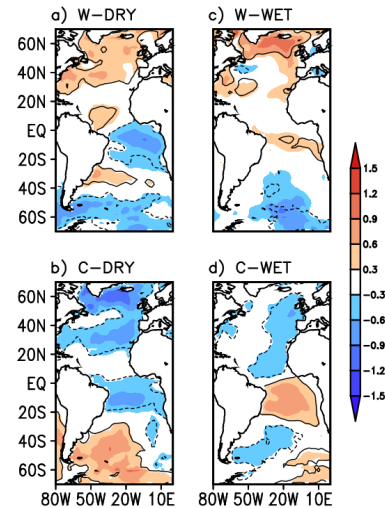 a) W–DRY
c) W–WET
60N
40N
20N
EQ
20S
40S
60S
b) C–DRY
d) C–WET
60N
40N
20N
EQ
20S
40S
60S
80W 50W 20W 10E
80W 50W 20W 10E
1.5
1.2
0.9
0.6
0.3
−0.3
−0.6
−0.9
−1.2
−1.5